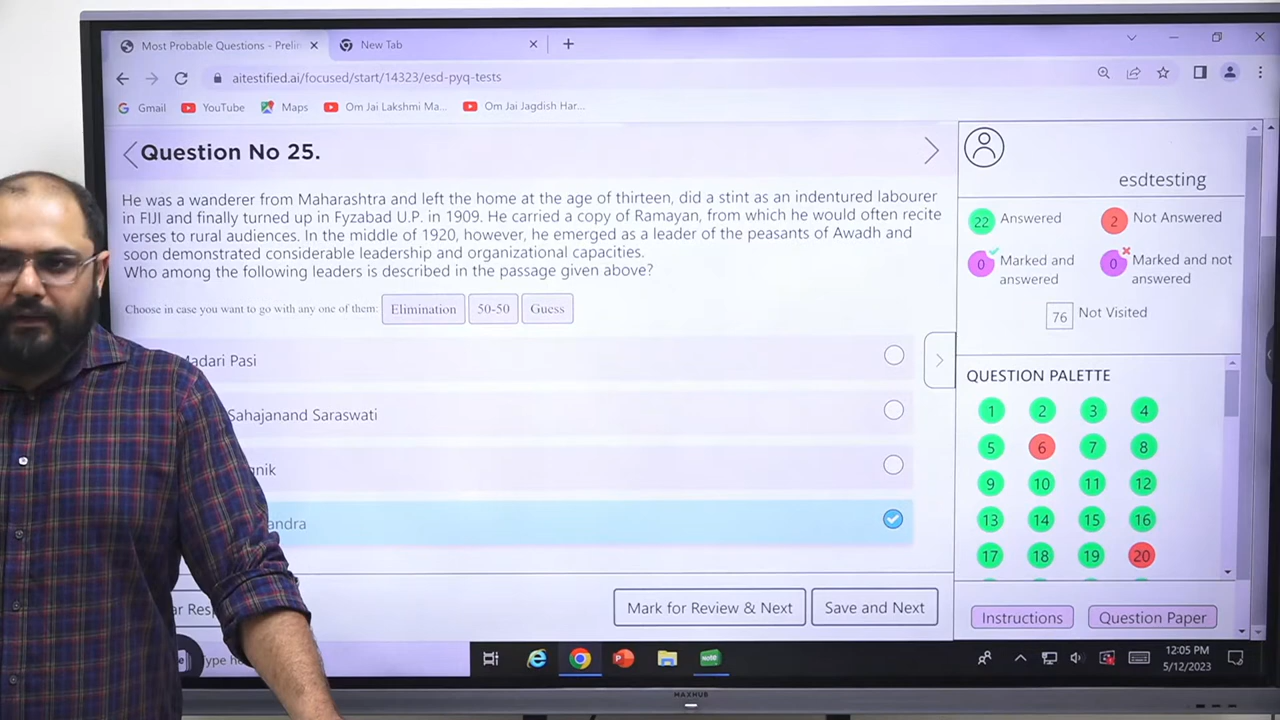 Most Probable Questions - Prelin
New Tab
aitestified.ai/focused/start/14323/esd-pyq-tests
Gmail YouTube Maps Om Jai Lakshmi Ma... Om Jai Jagdish Har...
Question No 25.
He was a wanderer from Maharashtra and left the home at the age of thirteen, did a stint as an indentured labourer
in FIJI and finally turned up in Fyzabad U.P. in 1909. He carried a copy of Ramayan, from which he would often recite
verses to rural audiences. In the middle of 1920, however, he emerged as a leader of the peasants of Awadh and
soon demonstrated considerable leadership and organizational capacities.
Who among the following leaders is described in the passage given above?
Choose in case you want to go with any one of them: Elimination 50-50 Guess
Madari Pasi
Sahajanand Saraswati
Mark for Review & Next Save and Next
esdtesting
22 Answered 2 Not Answered
0 Marked and answered 0 Marked and not answered
76 Not Visited
QUESTION PALETTE
1 2 3 4
5 6 7 8
9 10 11 12
13 14 15 16
17 18 19 20
Instructions Question Paper
12:05 PM
5/12/2023
MAXHUB